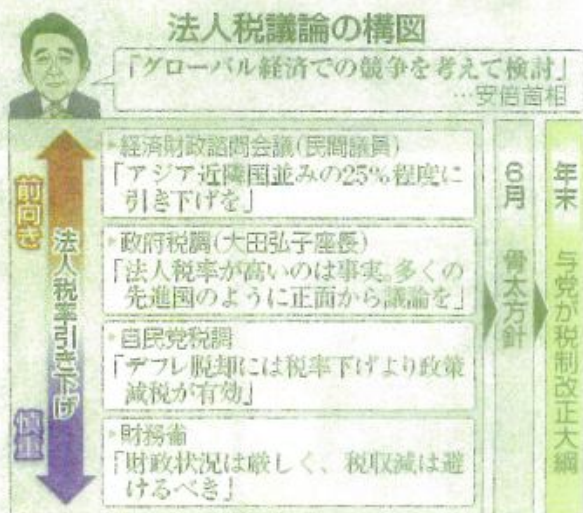 法人税議論の構図
「グローバル経済での競争を考えて検討」
…安倍首相
前向き
法人税率引き下げ
慎重
経済財政諮問会議(民間議員)
「アジア近隣国並みの25%程度に
引き下げを」
政府税調(大田弘子座長)
「法人税率が高いのは事実。多くの
先進国のように正面から議論を」
自民党税調
「デフレ脱却には税率下げより政策
減税が有効」
財務省
「財政状況は厳しく、税収減は避
けるべき」
6月 骨太方針
年末 与党が税制改正大綱